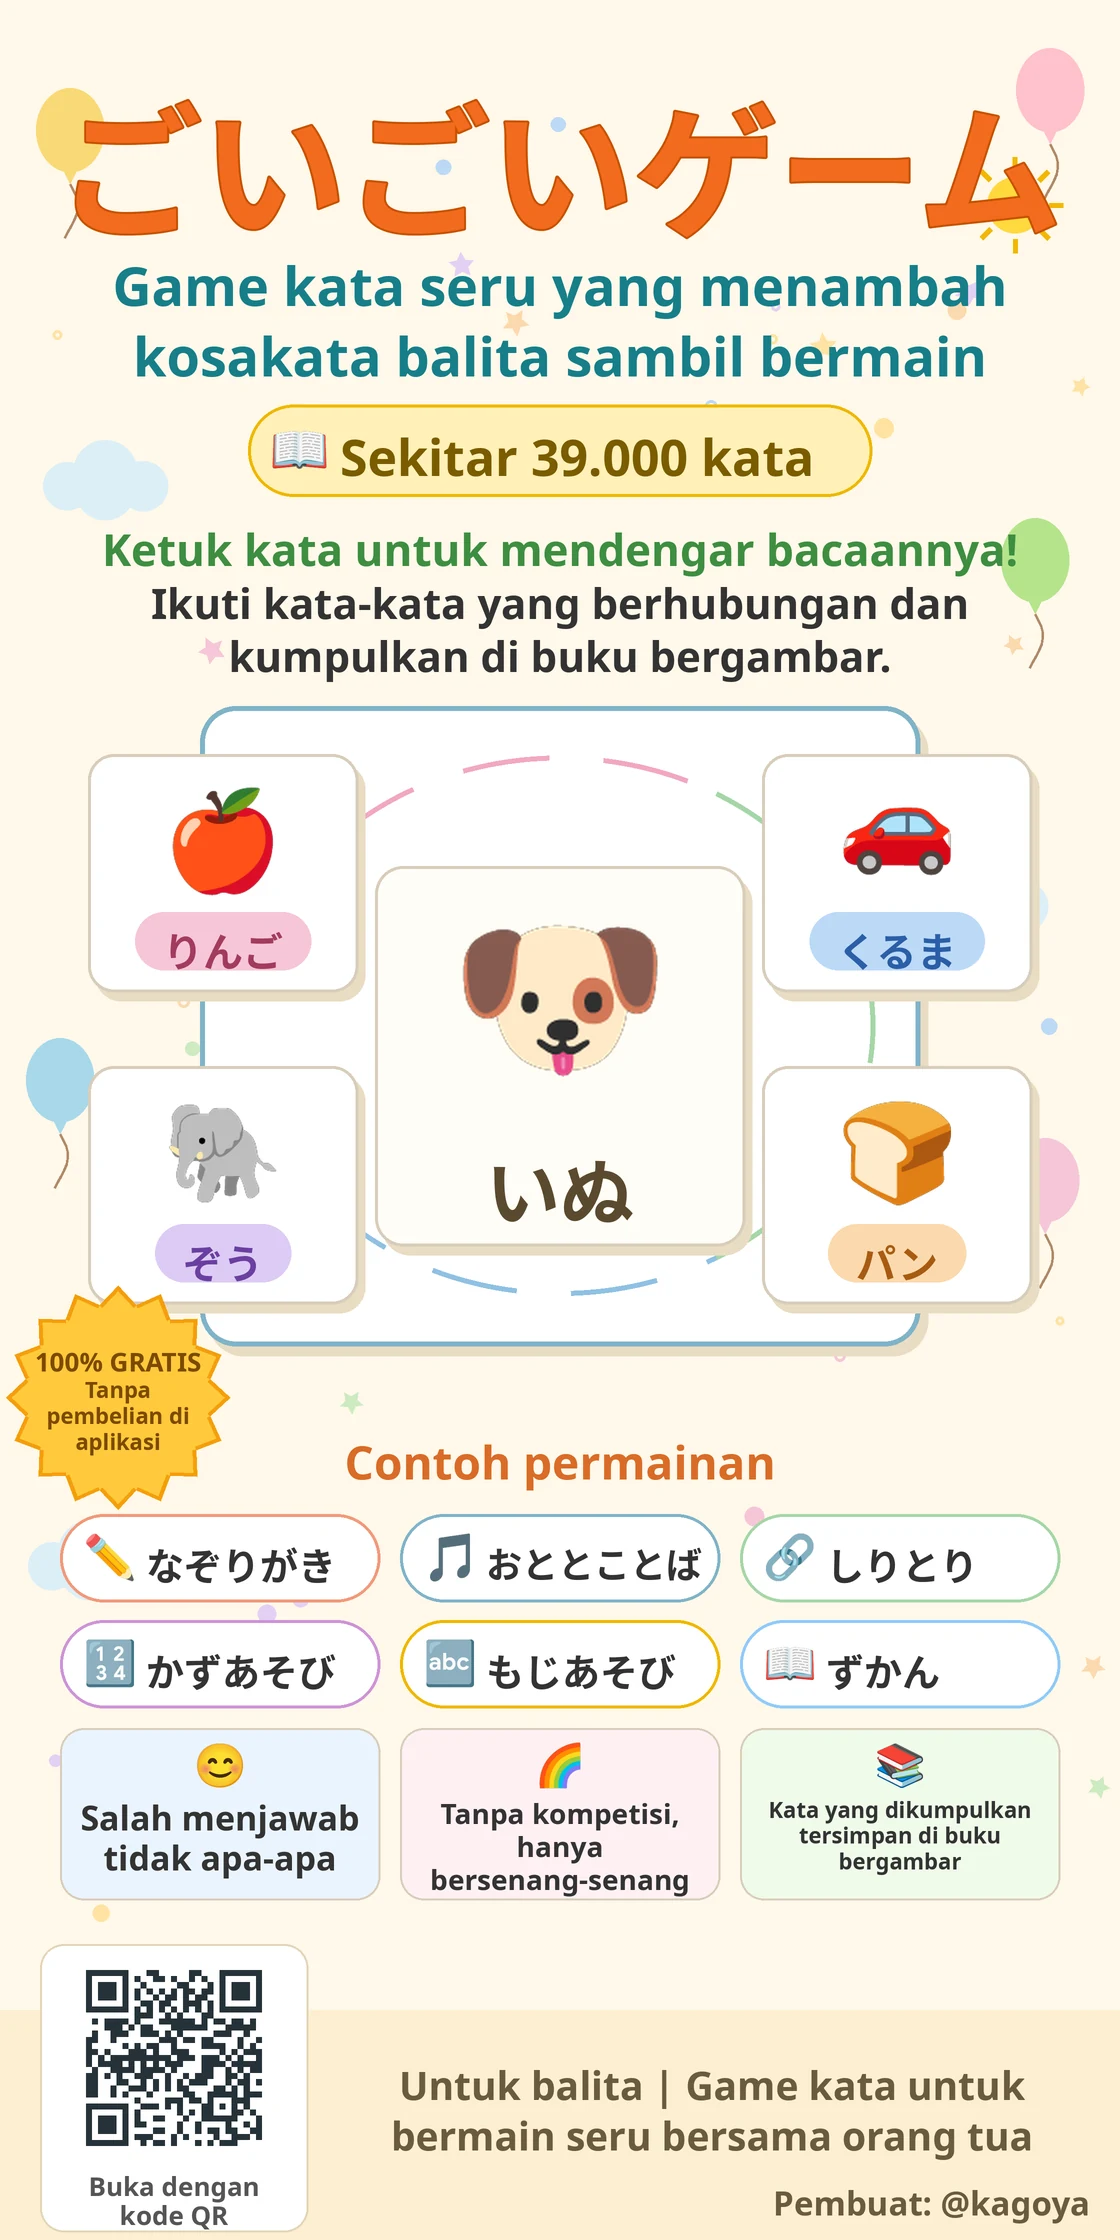 ごいごいゲーム
Game kata seru yang menambah
kosakata balita sambil bermain
Sekitar 39.000 kata
Ketuk kata untuk mendengar bacaannya!
Ikuti kata-kata yang berhubungan dan
kumpulkan di buku bergambar.
りんご
くるま
いぬ
ぞう
パン
100% GRATIS
Tanpa
pembelian di
aplikasi
Contoh permainan
なぞりがき
おととことば
しりとり
1234
かずあそび
abc
もじあそび
ずかん
Salah menjawab
tidak apa-apa
Tanpa kompetisi,
hanya
bersenang-senang
Kata yang dikumpulkan
tersimpan di buku
bergambar
Buka dengan
kode QR
Untuk balita | Game kata untuk
bermain seru bersama orang tua
Pembuat: @kagoya